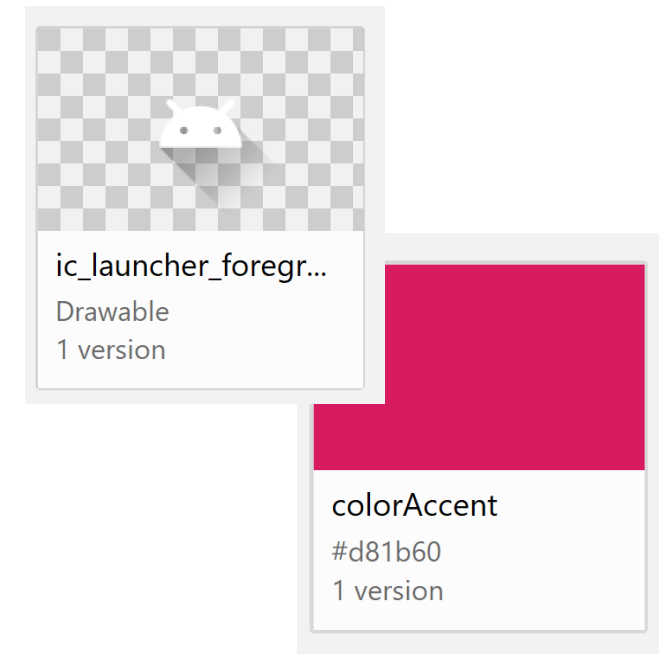 ic_launcher_foregr...
Drawable
1 version
colorAccent
#d81b60
1 version